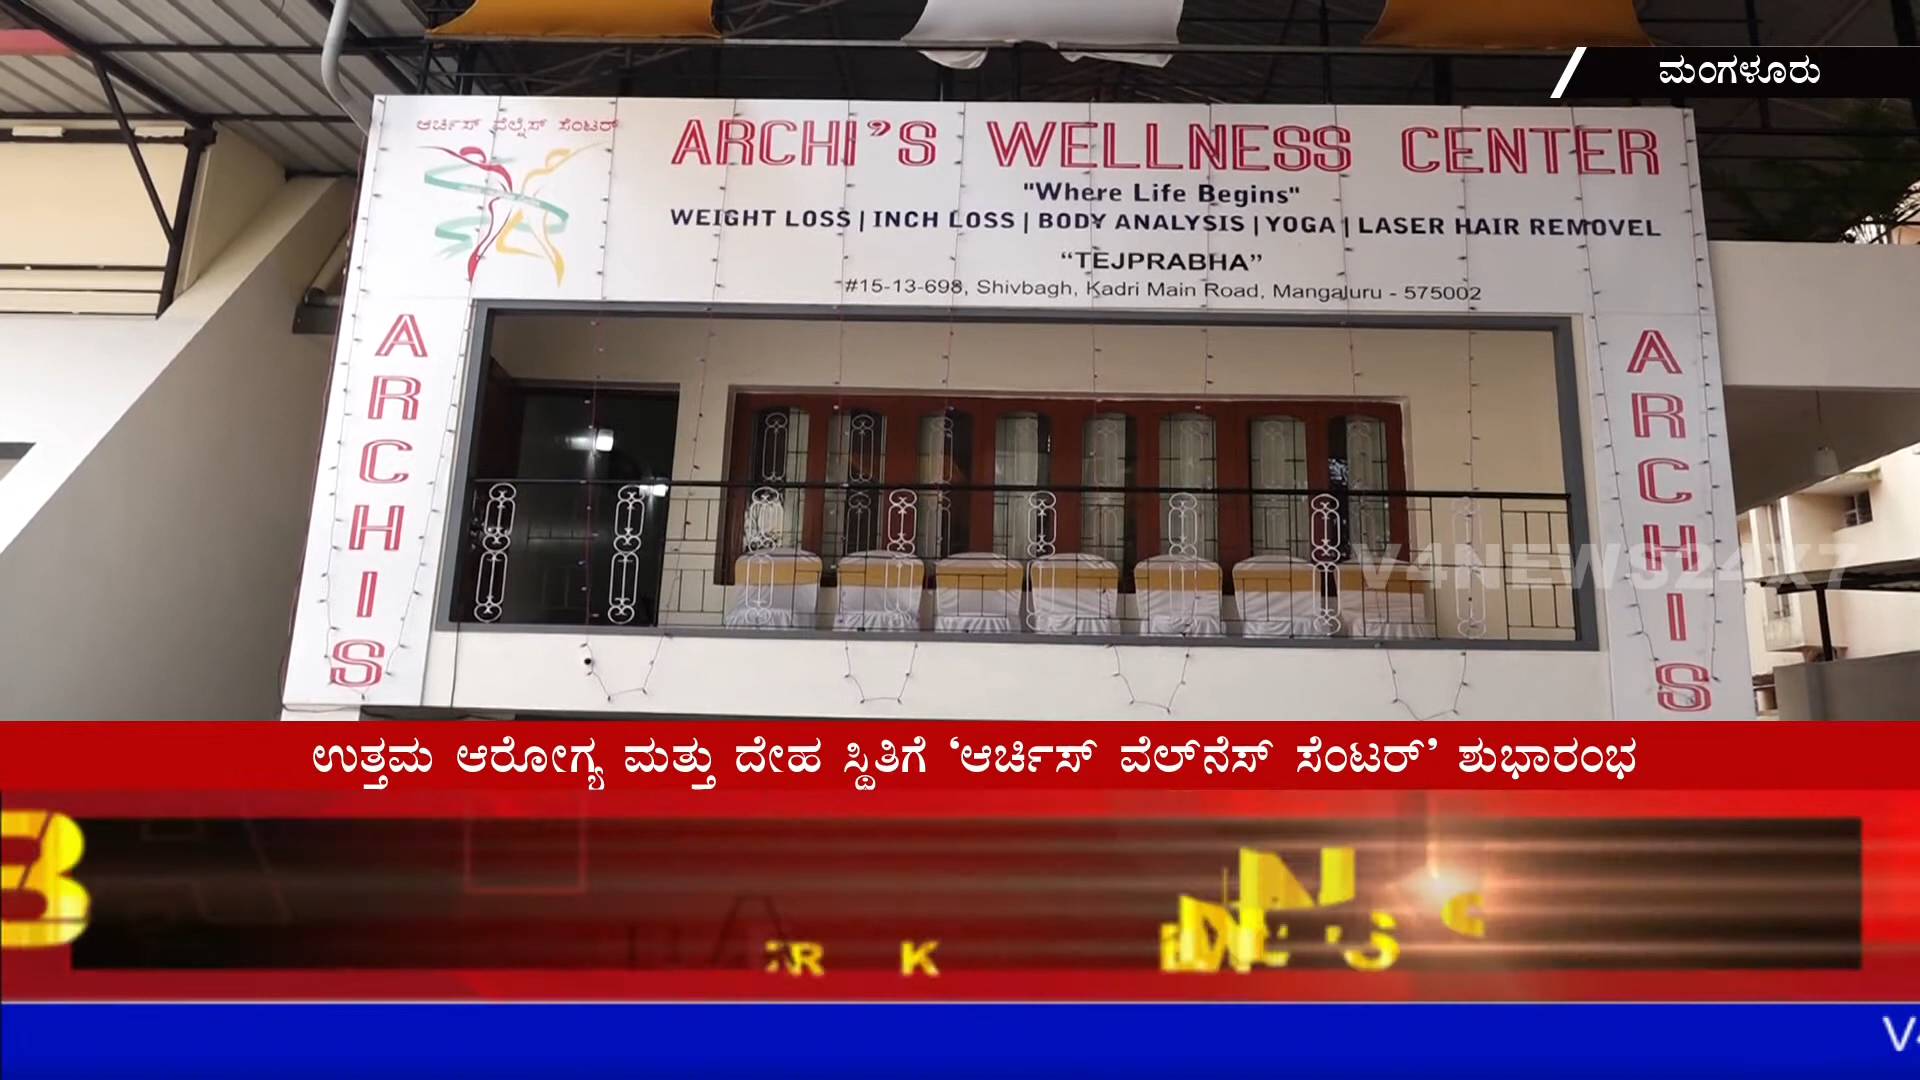 ಮಂಗಳೂರು
ಆರ್ಚಿಸ್ ವೆಲ್ನೆಸ್ ಸೆಂಟರ್
ARCHI'S WELLNESS CENTER
"Where Life Begins"
WEIGHT LOSS | INCH LOSS | BODY ANALYSIS | YOGA | LASER HAIR REMOVEL
"TEJPRABHA"
#15-13-698, Shivbagh, Kadri Main Road, Mangaluru - 575002
ARCHIS
ARCHIS
V4NEWS24X7
ಉತ್ತಮ ಆರೋಗ್ಯ ಮತ್ತು ದೇಹ ಸ್ಥಿತಿಗೆ ‘ಆರ್ಚಿಸ್ ವೆಲ್‌ನೆಸ್ ಸೆಂಟರ್’ ಶುಭಾರಂಭ